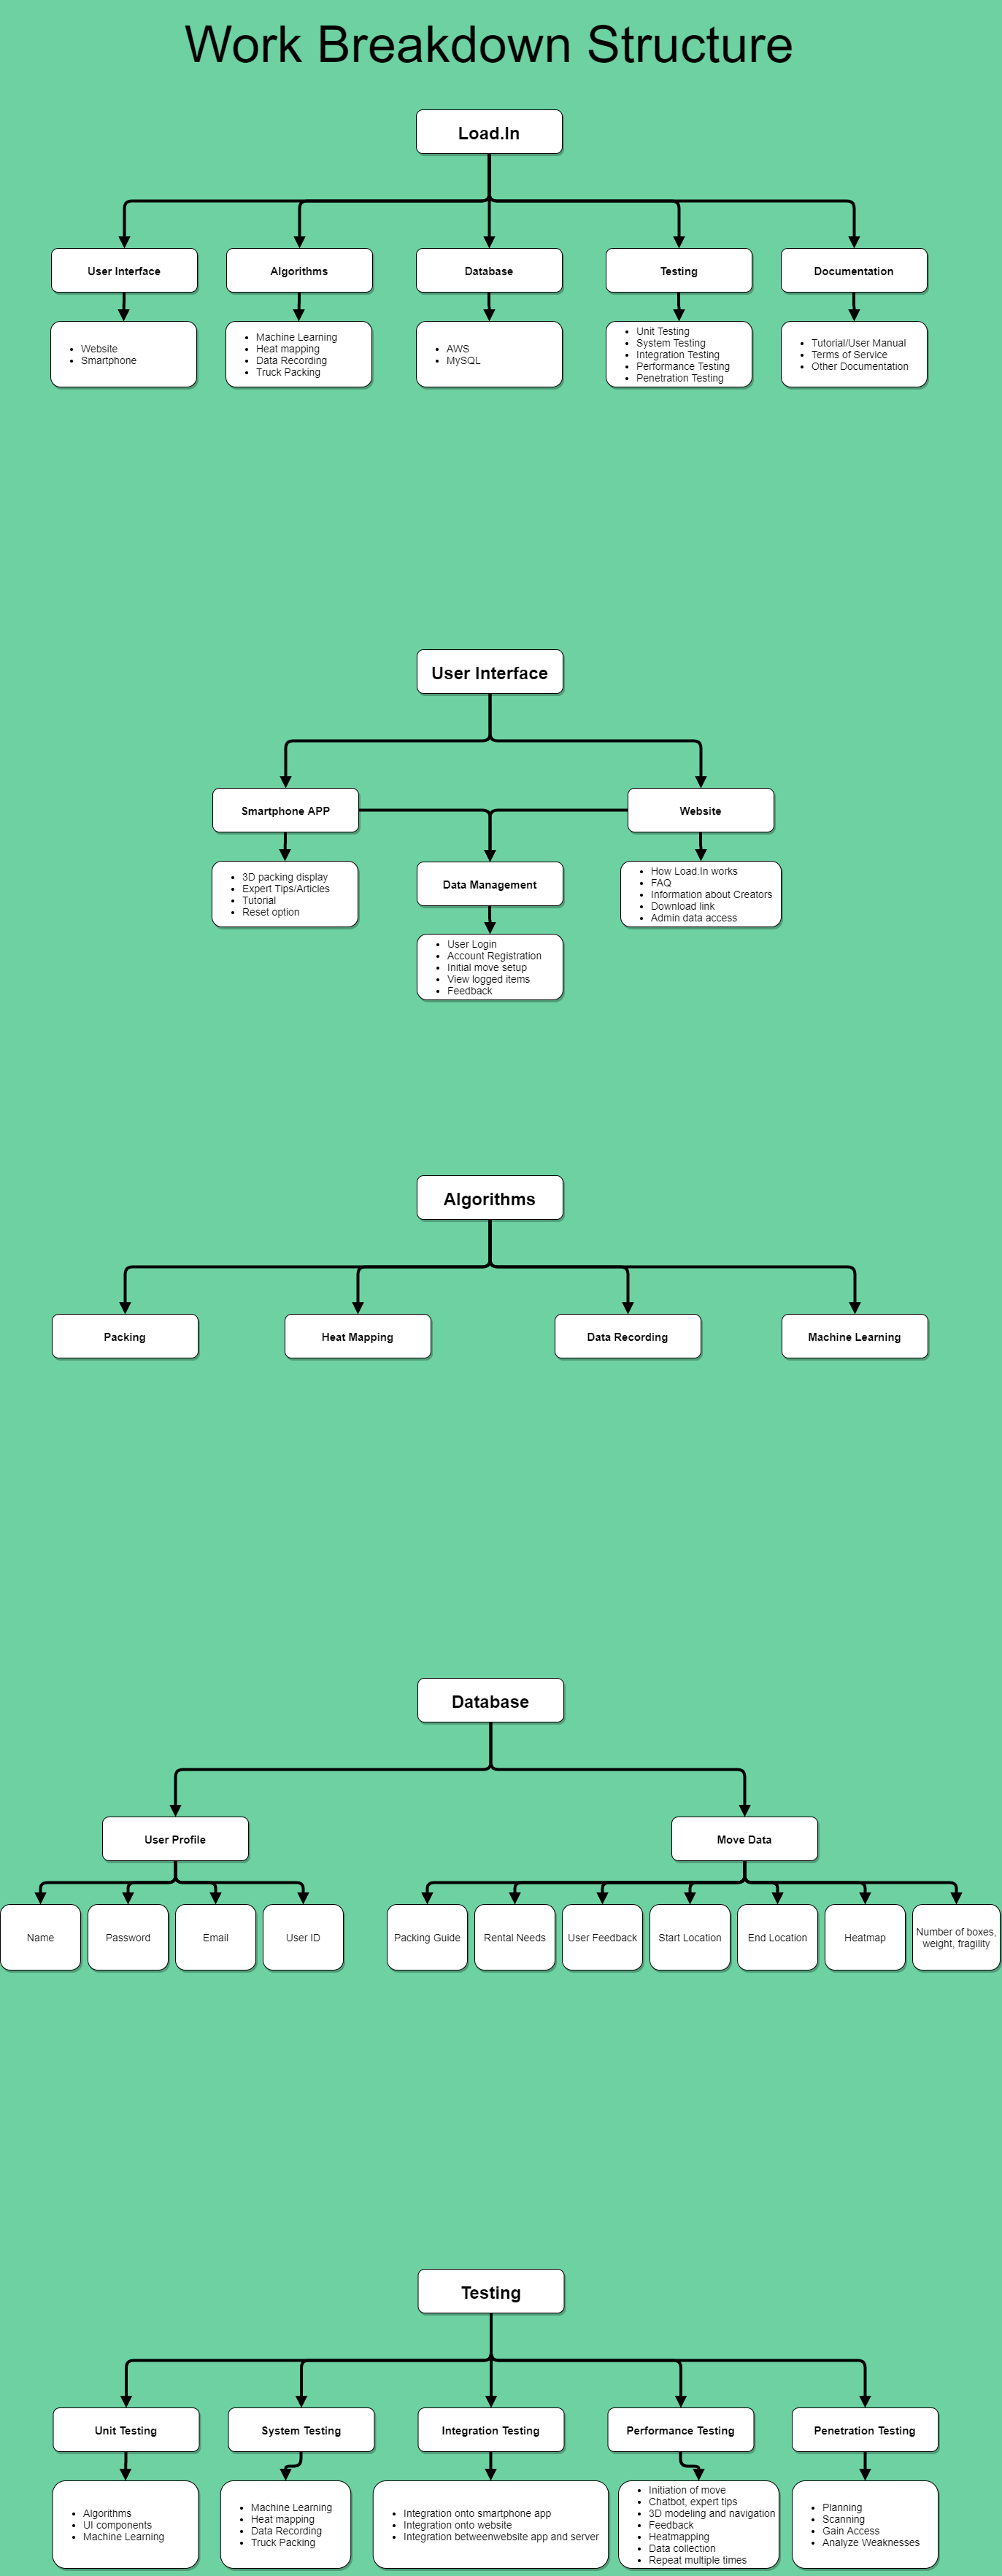 Work Breakdown Structure
Load.In
User Interface
Algorithms
Database
Testing
Documentation
Website
Smartphone
Machine Learning
Heat mapping
Data Recording
Truck Packing
AWS
MySQL
Unit Testing
System Testing
Integration Testing
Performance Testing
Penetration Testing
Tutorial/User Manual
Terms of Service
Other Documentation
User Interface
Smartphone APP
Website
3D packing display
Expert Tips/Articles
Tutorial
Reset option
Data Management
How Load.In works
FAQ
Information about Creators
Download link
Admin data access
User Login
Account Registration
Initial move setup
View logged items
Feedback
Algorithms
Packing
Heat Mapping
Data Recording
Machine Learning
Database
User Profile
Move Data
Name
Password
Email
User ID
Packing Guide
Rental Needs
User Feedback
Start Location
End Location
Heatmap
Number of boxes,
weight, fragility
Testing
Unit Testing
System Testing
Integration Testing
Performance Testing
Penetration Testing
Algorithms
UI components
Machine Learning
Machine Learning
Heat mapping
Data Recording
Truck Packing
Integration onto smartphone app
Integration onto website
Integration betweenwebsite app and server
Initiation of move
Chatbot, expert tips
3D modeling and navigation
Feedback
Heatmapping
Data collection
Repeat multiple times
Planning
Scanning
Gain Access
Analyze Weaknesses